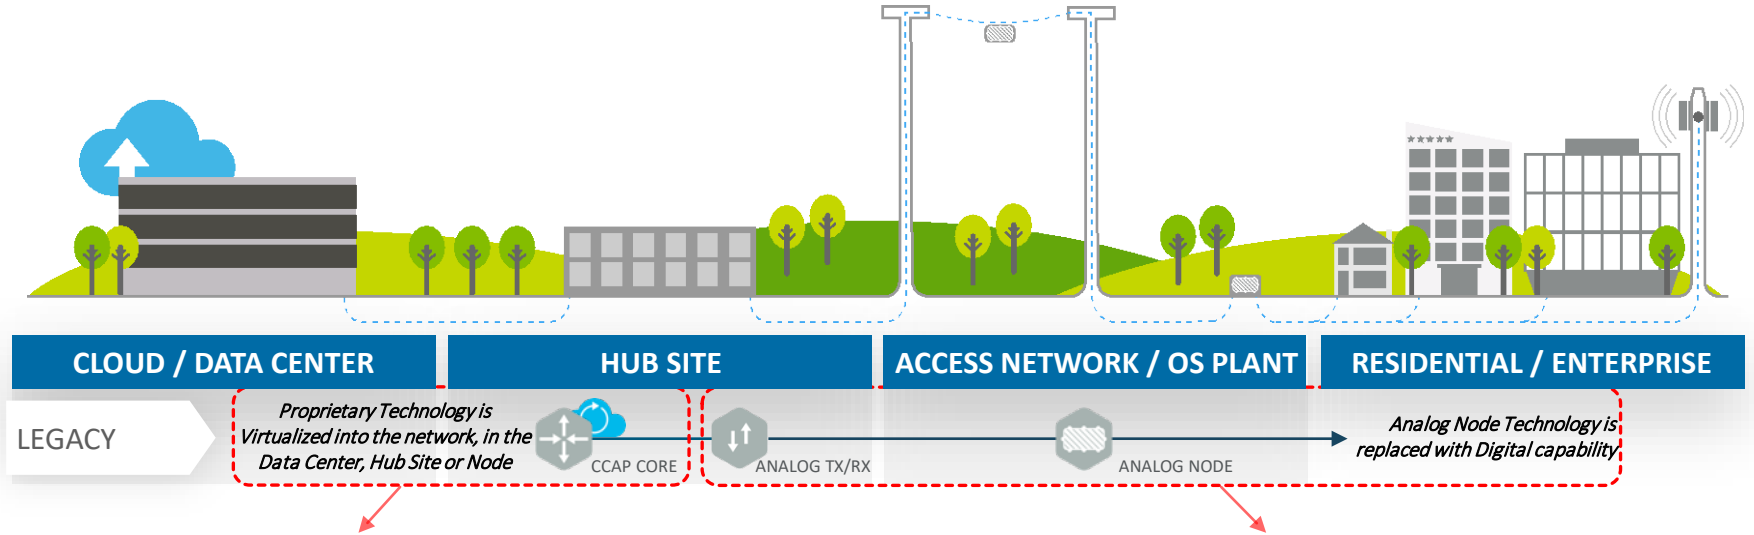 CLOUD / DATA CENTER
HUB SITE
ACCESS NETWORK / OS PLANT
RESIDENTIAL / ENTERPRISE
LEGACY
Proprietary Technology is
Virtualized into the network, in the
Data Center, Hub Site or Node
CCAP CORE
ANALOG TX/RX
ANALOG NODE
Analog Node Technology is
replaced with Digital capability